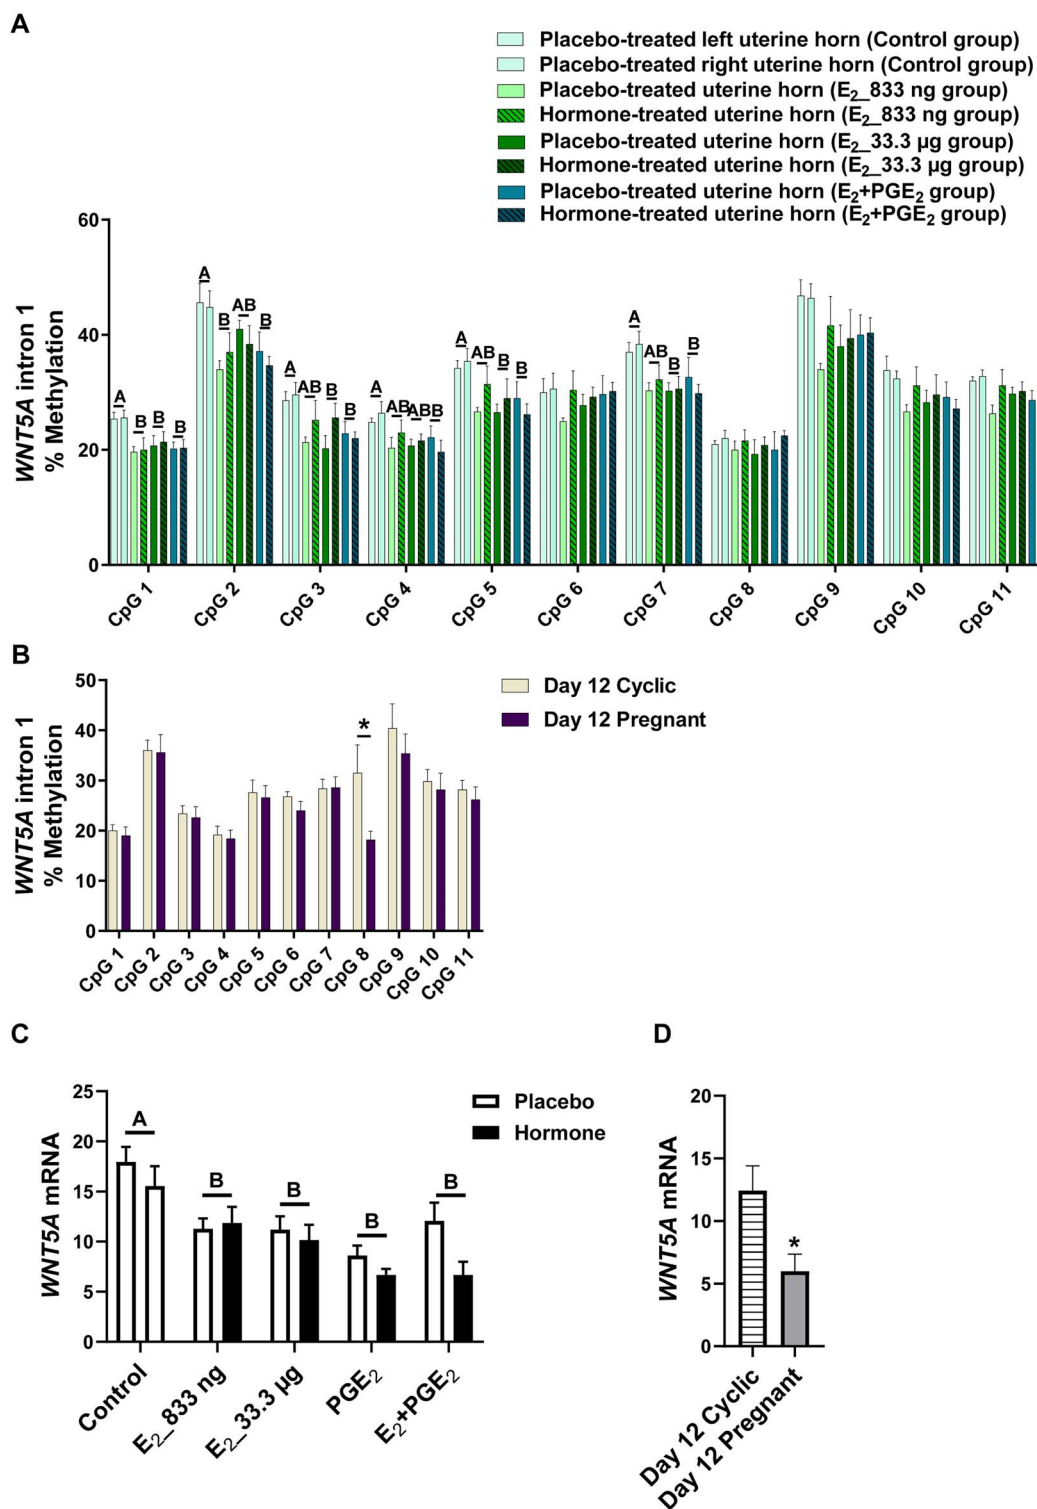 A
Placebo-treated left uterine horn (Control group)
Placebo-treated right uterine horn (Control group)
Placebo-treated uterine horn (E₂_833 ng group)
Hormone-treated uterine horn (E₂_833 ng group)
Placebo-treated uterine horn (E₂_33.3 µg group)
Hormone-treated uterine horn (E₂_33.3 µg group)
Placebo-treated uterine horn (E₂+PGE₂ group)
Hormone-treated uterine horn (E₂+PGE₂ group)
WNT5A intron 1
% Methylation
60
40
20
0
A B B B
A B AB B
A AB B B
A AB AB B
A AB B B
A AB B B
CpG 1
CpG 2
CpG 3
CpG 4
CpG 5
CpG 6
CpG 7
CpG 8
CpG 9
CpG 10
CpG 11
B
Day 12 Cyclic
Day 12 Pregnant
WNT5A intron 1
% Methylation
50
40
30
20
10
0
*
CpG 1
CpG 2
CpG 3
CpG 4
CpG 5
CpG 6
CpG 7
CpG 8
CpG 9
CpG 10
CpG 11
C
Placebo
Hormone
WNT5A mRNA
25
20
15
10
5
0
A
B
B
B
B
Control
E₂_833 ng
E₂_33.3 µg
PGE₂
E₂+PGE₂
D
WNT5A mRNA
20
15
10
5
0
*
Day 12 Cyclic
Day 12 Pregnant